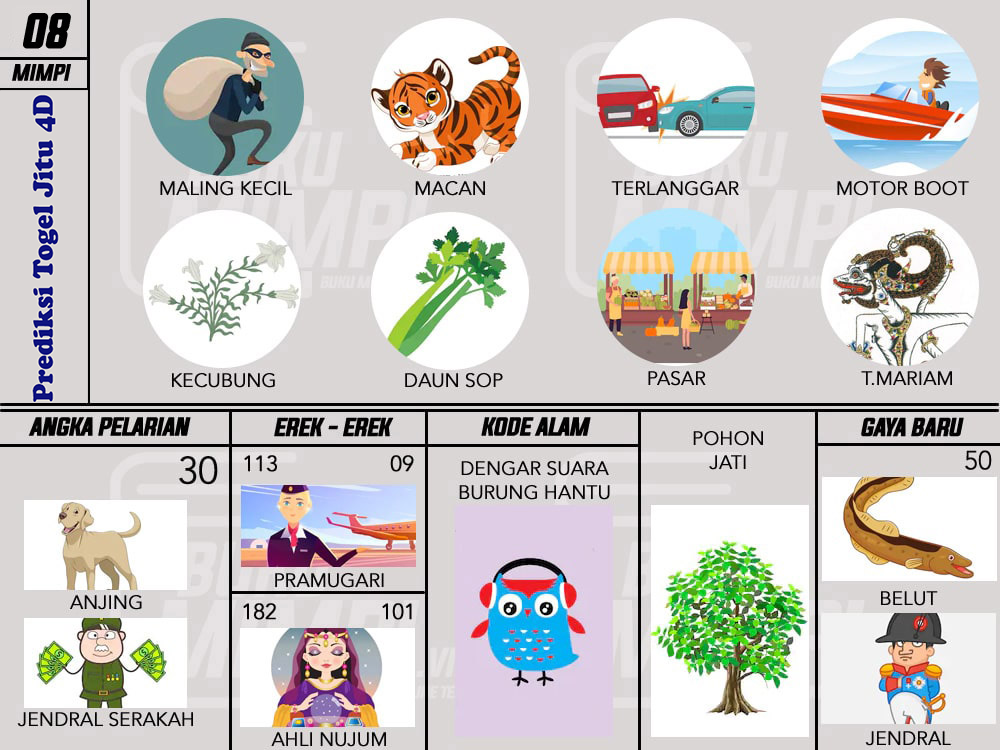 08
MIMPI
Prediksi Togel Jitu 4D
MALING KECIL
MACAN
TERLANGGAR
MOTOR BOOT
KECUBUNG
DAUN SOP
PASAR
T.MARIAM
ANGKA PELARIAN
30
ANJING
JENDRAL SERAKAH
EREK - EREK
113 09
PRAMUGARI
182 101
AHLI NUJUM
KODE ALAM
DENGAR SUARA
BURUNG HANTU
POHON
JATI
GAYA BARU
50
BELUT
JENDRAL
BUKU
MIMPI